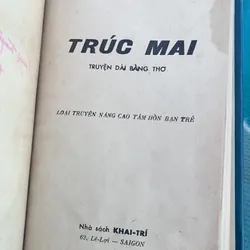 TRÚC MAI
TRUYỆN DÀI BẰNG THƠ
LOẠI TRUYỆN NÂNG CAO TÂM HỒN BẠN TRẺ
Nhà sách KHAI-TRÍ
62, Lê-Lợi — SAIGON